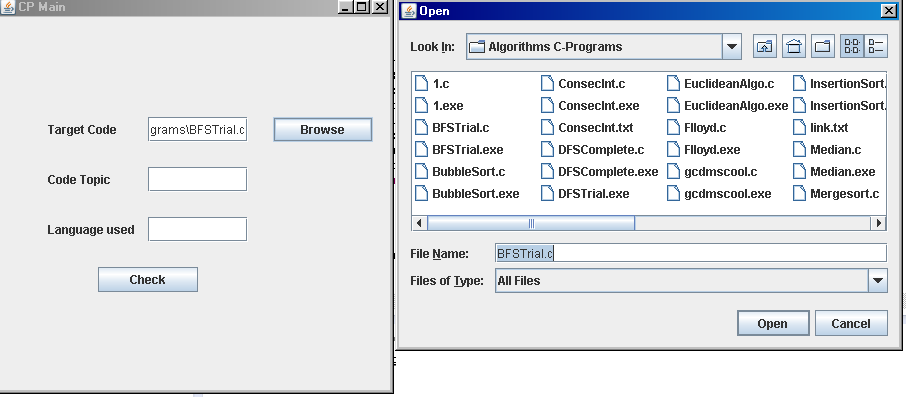 CP Main
Target Code
grams\BFSTrial.c
Browse
Code Topic
Language used
Check
Open
Look In:
Algorithms C-Programs
1.c
ConsecInt.c
EuclideanAlgo.c
InsertionSort.
1.exe
ConsecInt.exe
EuclideanAlgo.exe
InsertionSort.
BFSTrial.c
ConsecInt.txt
Flloyd.c
link.txt
BFSTrial.exe
DFSComplete.c
Flloyd.exe
Median.c
BubbleSort.c
DFSComplete.exe
gcdmscool.c
Median.exe
BubbleSort.exe
DFSTrial.exe
gcdmscool.exe
Mergesort.c
File Name:
BFSTrial.c
Files of Type:
All Files
Open
Cancel